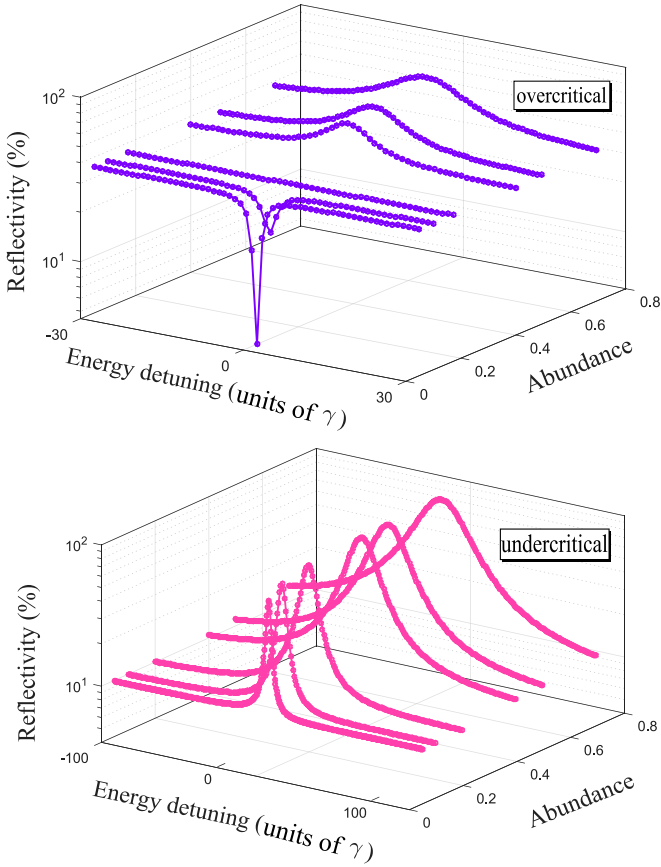 overcritical
10²
10¹
Reflectivity (%)
-30
0
30
Energy detuning (units of γ)
0
0.2
0.4
0.6
0.8
Abundance
undercritical
10²
10¹
Reflectivity (%)
-100
0
100
Energy detuning (units of γ)
0
0.2
0.4
0.6
0.8
Abundance